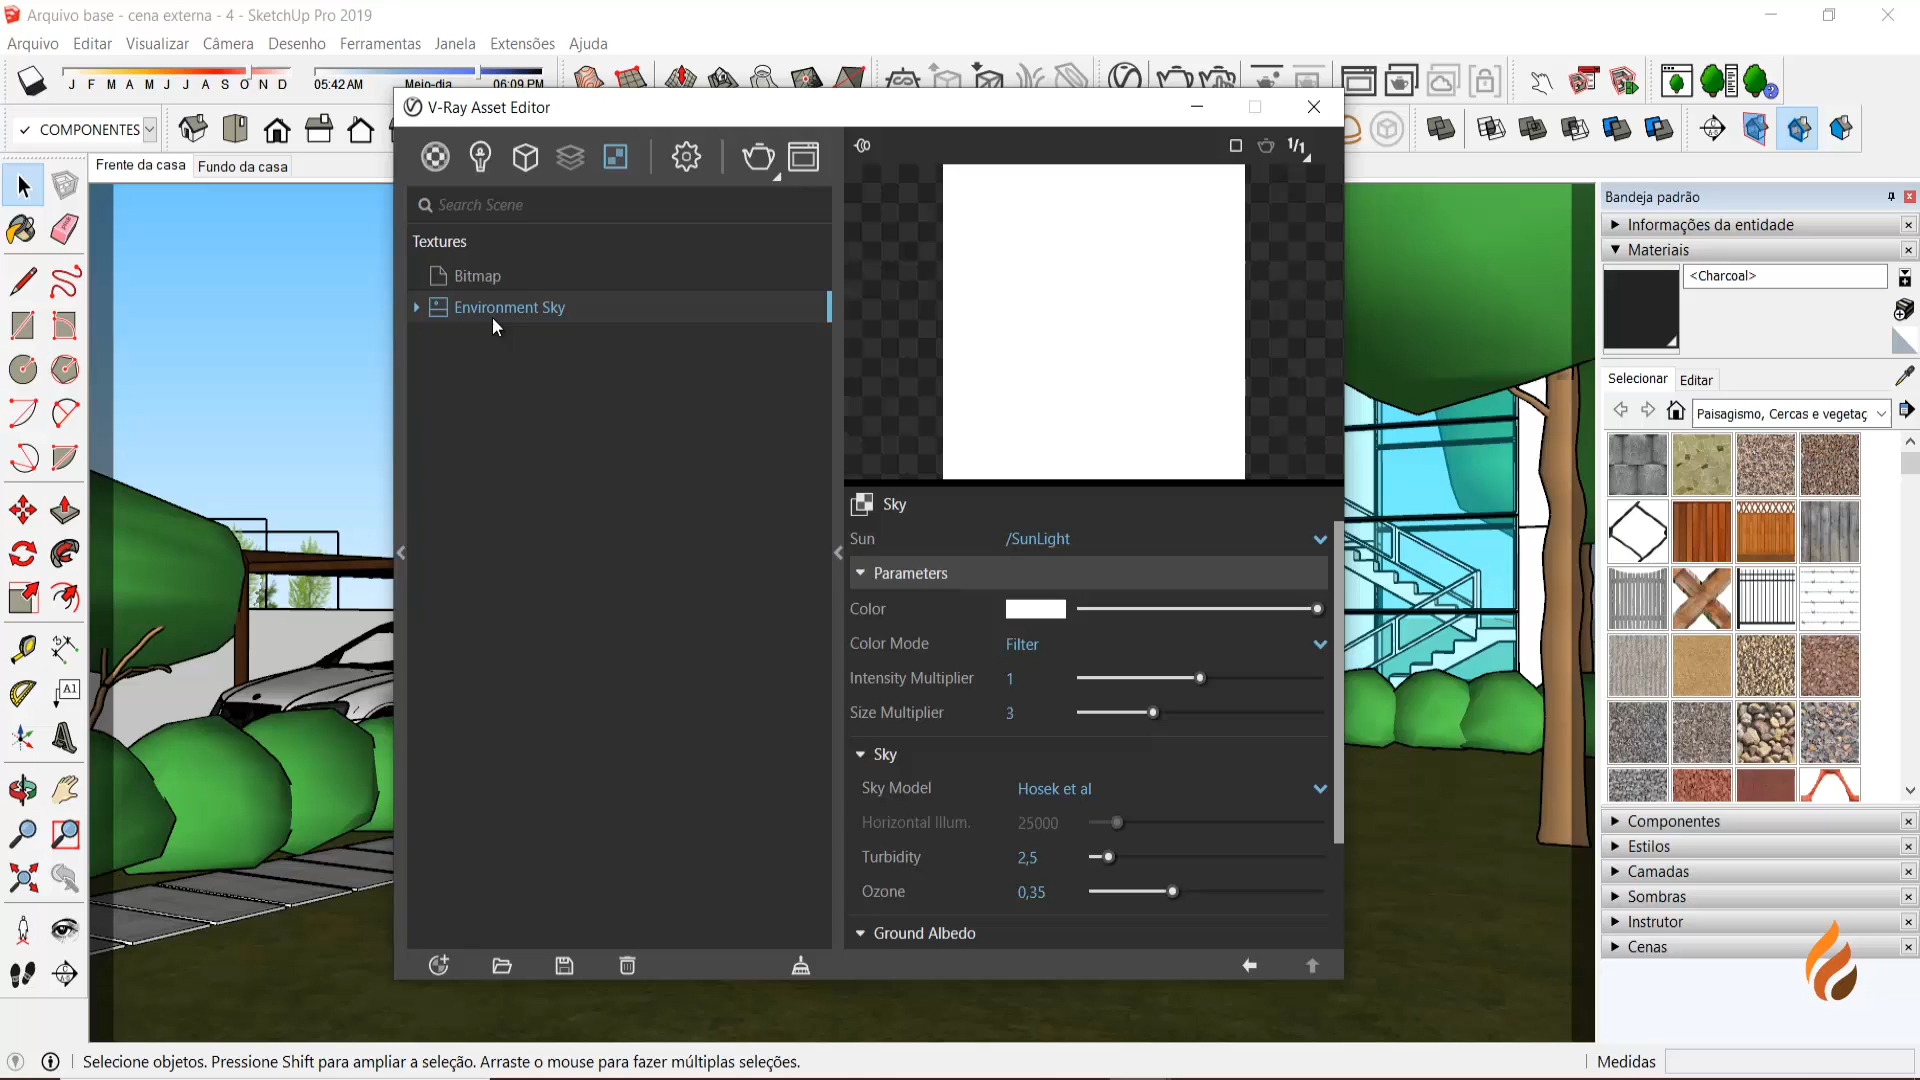 Arquivo base - cena externa - 4 - SketchUp Pro 2019
Arquivo Editar Visualizar Câmera Desenho Ferramentas Janela Extensões Ajuda
J F M A M J J A S O N D
05:42 AM Meio-dia 06:09 PM
COMPONENTES
Frente da casa Fundo da casa
V-Ray Asset Editor
1/1
Search Scene
Textures
Bitmap
Environment Sky
Sky
Sun /SunLight
Parameters
Color
Color Mode Filter
Intensity Multiplier 1
Size Multiplier 3
Sky
Sky Model Hosek et al
Horizontal Illum. 25000
Turbidity 2,5
Ozone 0,35
Ground Albedo
Bandeja padrão
Informações da entidade
Materiais
<Charcoal>
Selecionar Editar
Paisagismo, Cercas e vegetaç
Componentes
Estilos
Camadas
Sombras
Instrutor
Cenas
A1
Selecione objetos. Pressione Shift para ampliar a seleção. Arraste o mouse para fazer múltiplas seleções.
Medidas